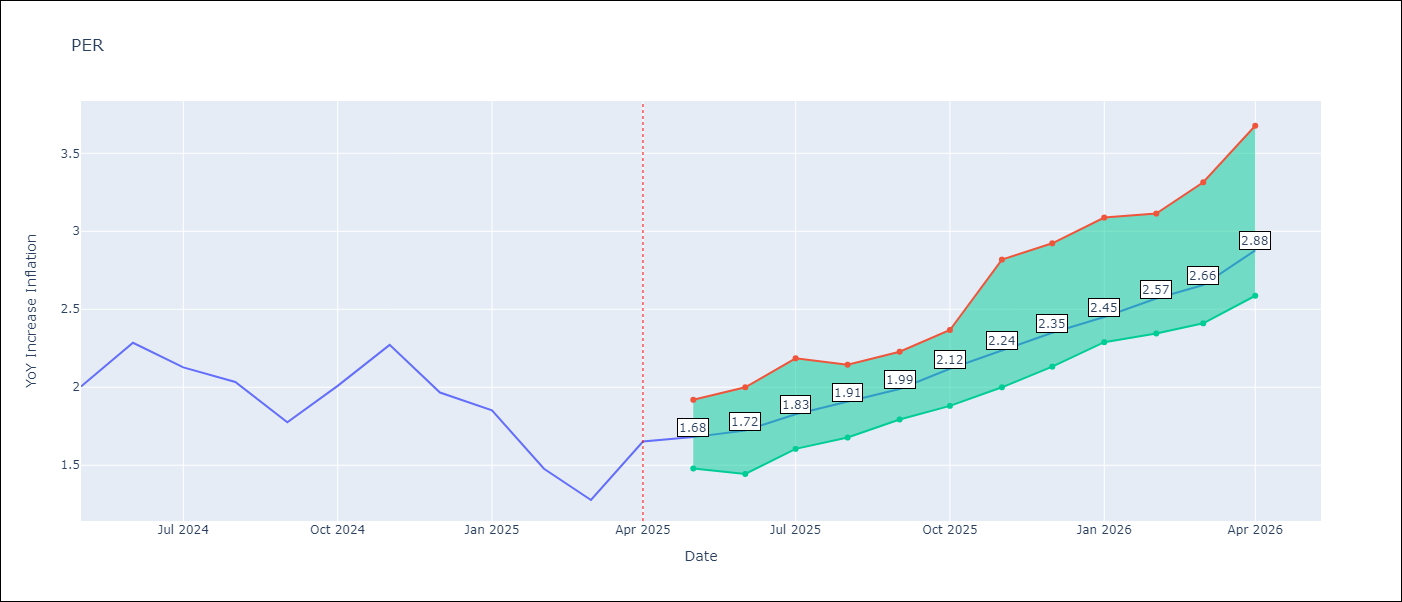 PER
YoY Increase Inflation
3.5
3
2.5
2
1.5
1.68
1.72
1.83
1.91
1.99
2.12
2.24
2.35
2.45
2.57
2.66
2.88
Jul 2024
Oct 2024
Jan 2025
Apr 2025
Jul 2025
Oct 2025
Jan 2026
Apr 2026
Date